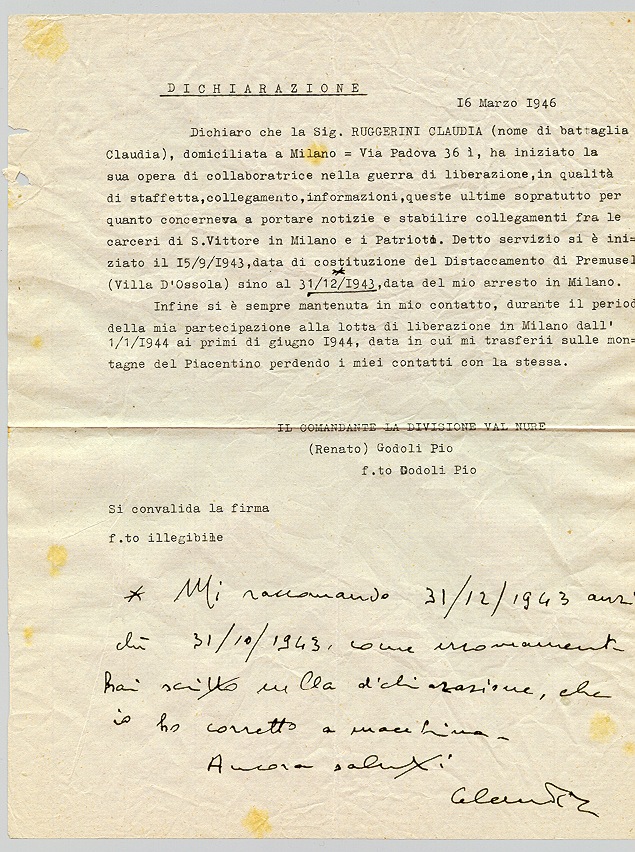 DICHIARAZIONE
16 Marzo 1946
Dichiaro che la Sig. RUGGERINI CLAUDIA (nome di battaglia
Claudia), domiciliata a Milano = Via Padova 36 ì, ha iniziato la
sua opera di collaboratrice nella guerra di liberazione,in qualità
di staffetta,collegamento,informazioni,queste ultime sopratutto per
quanto concerneva a portare notizie e stabilire collegamenti fra le
carceri di S.Vittore in Milano e i Patrioti. Detto servizio si è ini=
ziato il I5/9/I943,data di costituzione del Distaccamento di Premusel
(Villa D'Ossola) sino al 31/12/I943,data del mio arresto in Milano.
Infine si è sempre mantenuta in mio contatto, durante il period
della mia partecipazione alla lotta di liberazione in Milano dall'
1/1/I944 ai primi di giugno I944, data in cui mi trasferii sulle mon=
tagne del Piacentino perdendo i miei contatti con la stessa.
IL COMANDANTE LA DIVISIONE VAL NURE
(Renato) Godoli Pio
f.to Godoli Pio
Si convalida la firma
f.to illegibile
* Mi raccomando 31/12/1943 anzi
che 31/10/1943, come erroneamente
hai scritto nella dichiarazione, che
io ho corretto a macchina.
Ancora saluti
Claudia